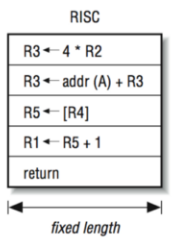 RISC
R3 ← 4 * R2
R3 ← addr (A) + R3
R5 ← [R4]
R1 ← R5 + 1
return
fixed length